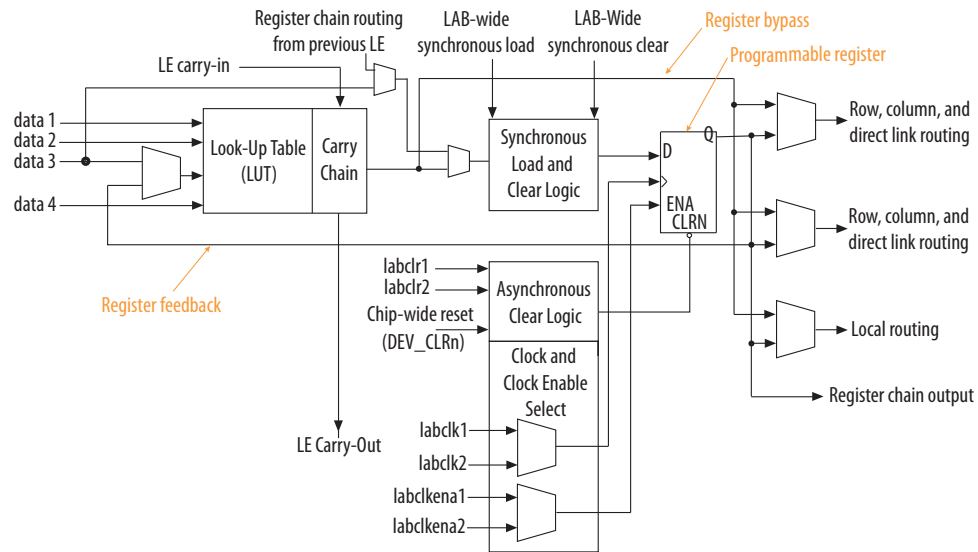 Register chain routing
from previous LE
LAB-wide
synchronous load
LAB-Wide
synchronous clear
Register bypass
Programmable register
LE carry-in
data 1
data 2
data 3
data 4
Look-Up Table
(LUT)
Carry
Chain
Synchronous
Load and
Clear Logic
D
Q
ENA
CLRN
Row, column, and
direct link routing
Row, column, and
direct link routing
Local routing
Register chain output
Register feedback
labclr1
labclr2
Chip-wide reset
(DEV_CLRn)
Asynchronous
Clear Logic
Clock and
Clock Enable
Select
labclk1
labclk2
labclkena1
labclkena2
LE Carry-Out